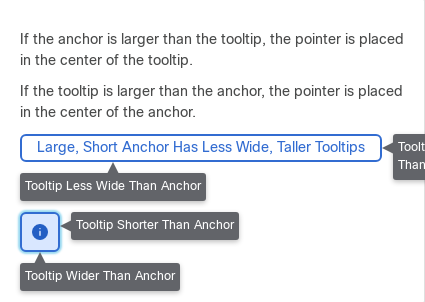 If the anchor is larger than the tooltip, the pointer is placed
in the center of the tooltip.
If the tooltip is larger than the anchor, the pointer is placed
in the center of the anchor.
Large, Short Anchor Has Less Wide, Taller Tooltips
Than
Tooltip Less Wide Than Anchor
Tooltip Shorter Than Anchor
Tooltip Wider Than Anchor